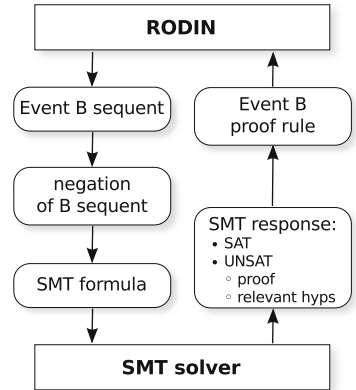 RODIN
Event B sequent
negation
of B sequent
SMT formula
Event B
proof rule
SMT response:
• SAT
• UNSAT
◦ proof
◦ relevant hyps
SMT solver